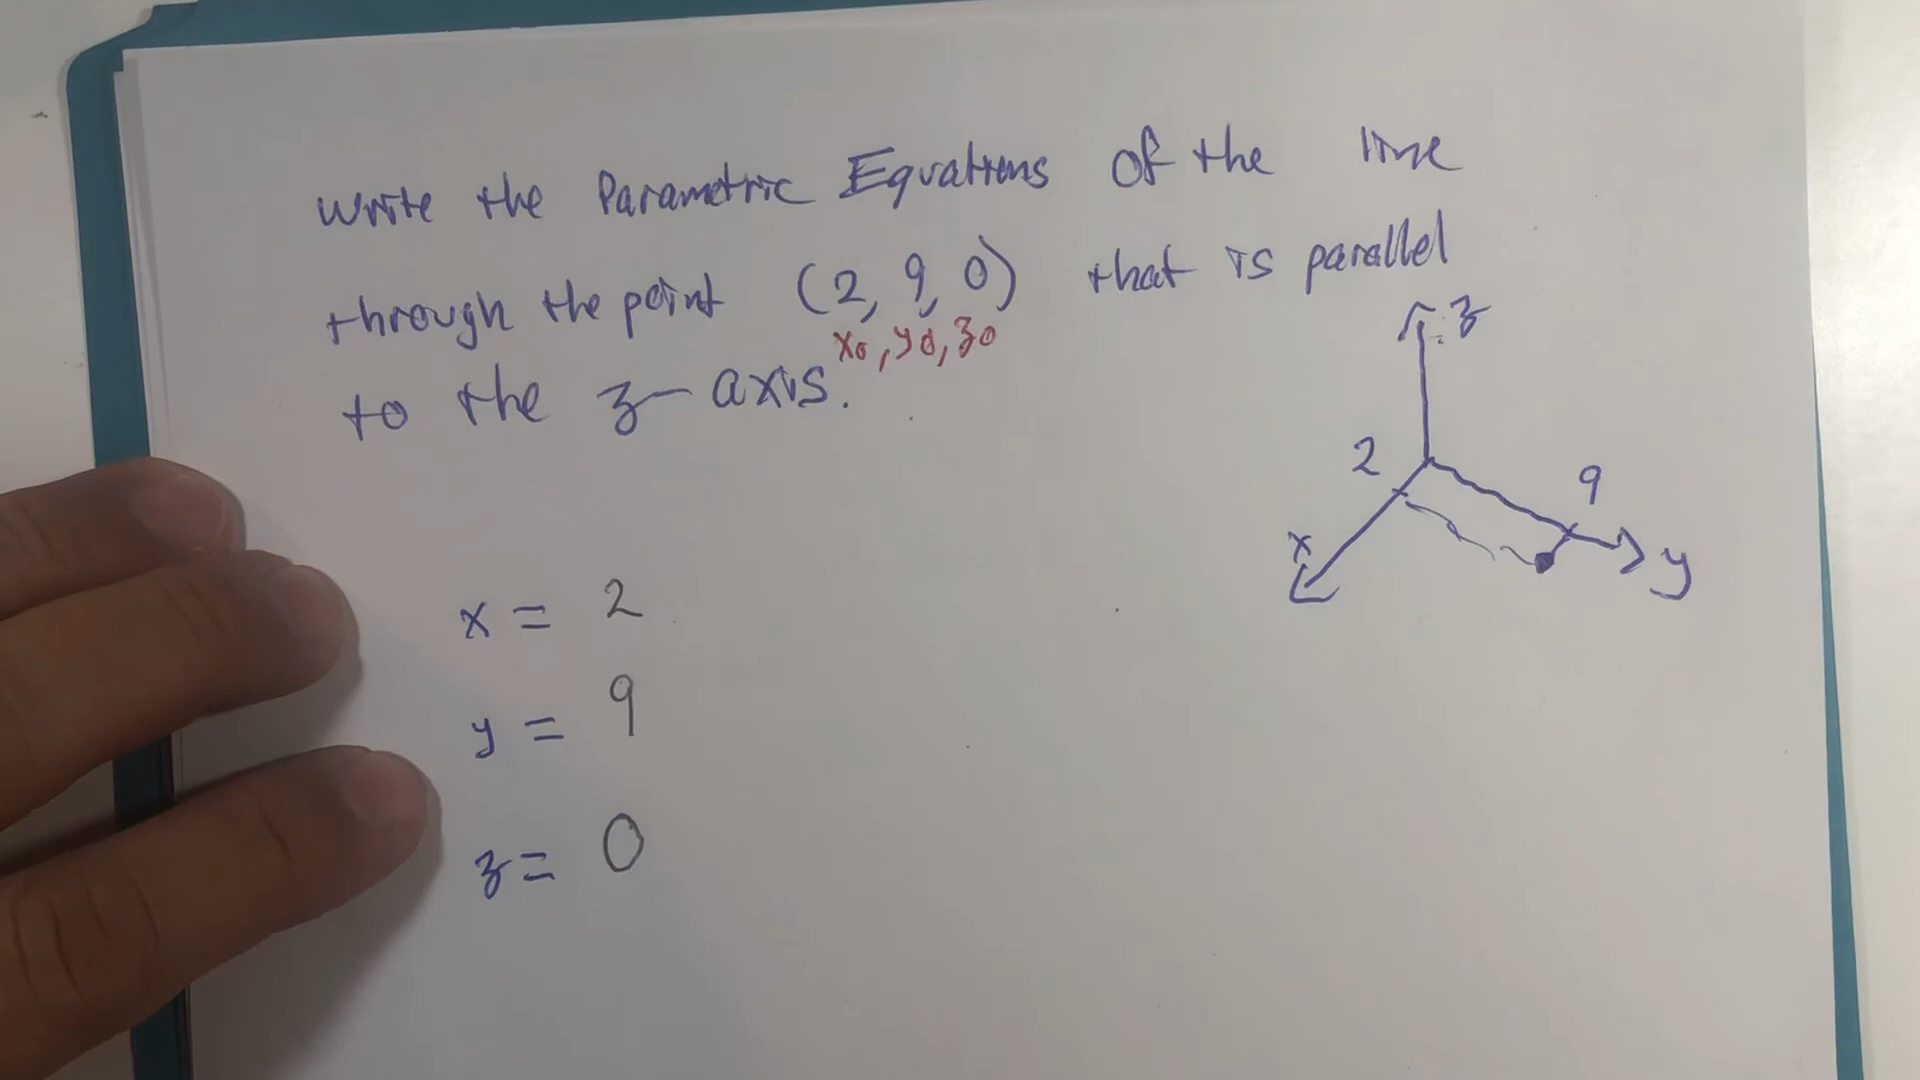 Write the Parametric Equations of the line
through the point (2, 9, 0) that is parallel
x0, y0, z0
to the z-axis.
z
2
9
x
y
x = 2
y = 9
z = 0